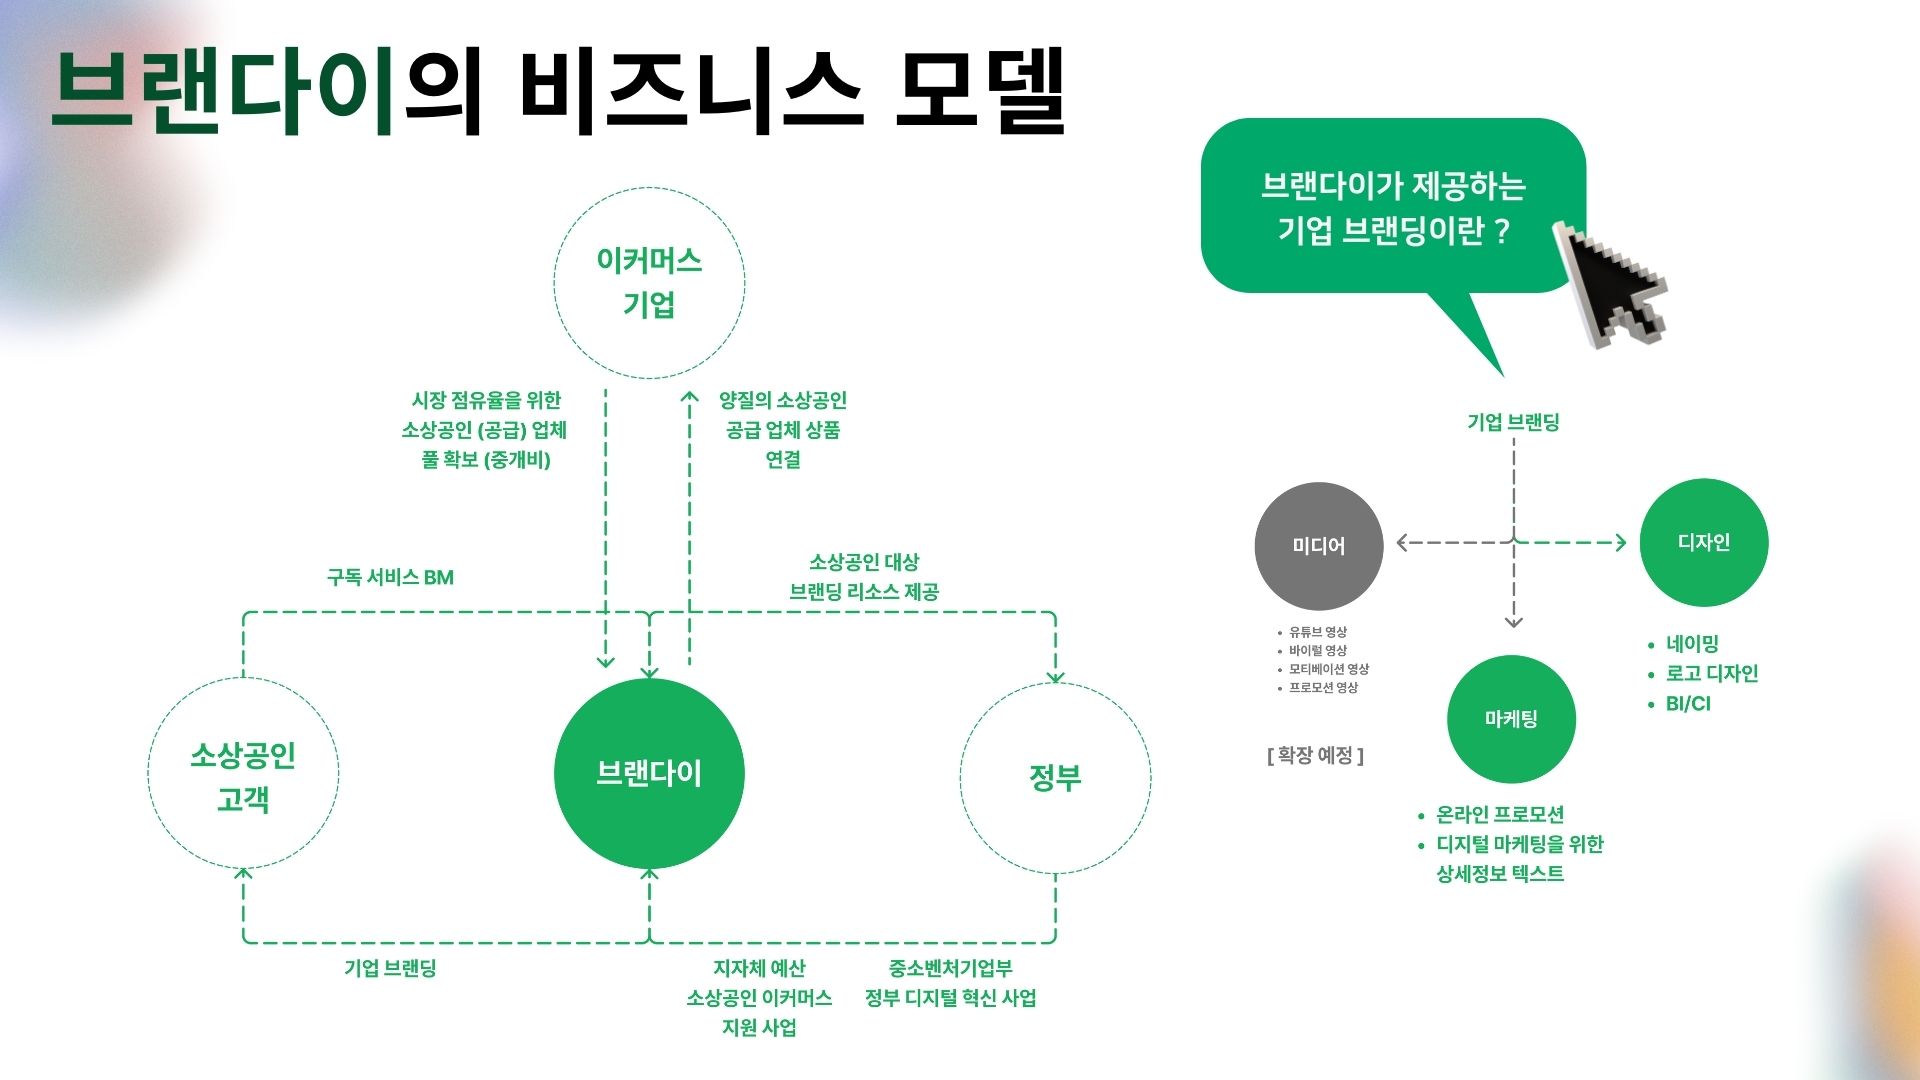 브랜다이의 비즈니스 모델
브랜다이가 제공하는
기업 브랜딩이란 ?
이커머스
기업
시장 점유율을 위한
소상공인 (공급) 업체
풀 확보 (중개비)
양질의 소상공인
공급 업체 상품
연결
구독 서비스 BM
소상공인 대상
브랜딩 리소스 제공
소상공인
고객
브랜다이
정부
기업 브랜딩
지자체 예산
소상공인 이커머스
지원 사업
중소벤처기업부
정부 디지털 혁신 사업
기업 브랜딩
미디어
• 유튜브 영상
• 바이럴 영상
• 모티베이션 영상
• 프로모션 영상
[ 확장 예정 ]
디자인
• 네이밍
• 로고 디자인
• BI/CI
마케팅
• 온라인 프로모션
• 디지털 마케팅을 위한
상세정보 텍스트